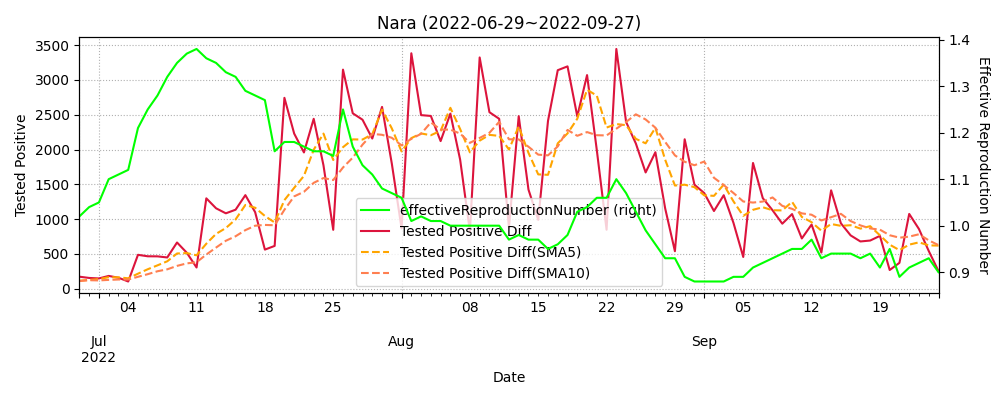 Nara (2022-06-29~2022-09-27)
3500
3000
2500
2000
1500
1000
500
0
Tested Positive
1.4
1.3
1.2
1.1
1.0
0.9
Effective Reproduction Number
effectiveReproductionNumber (right)
Tested Positive Diff
Tested Positive Diff(SMA5)
Tested Positive Diff(SMA10)
04 11 18 25 08 15 22 29 05 12 19
Jul Aug Sep
2022
Date